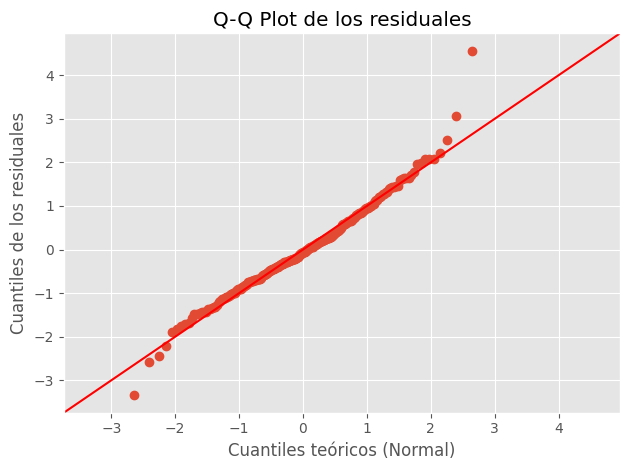 Q-Q Plot de los residuales
Cuantiles de los residuales
4
3
2
1
0
−1
−2
−3
−3 −2 −1 0 1 2 3 4
Cuantiles teóricos (Normal)